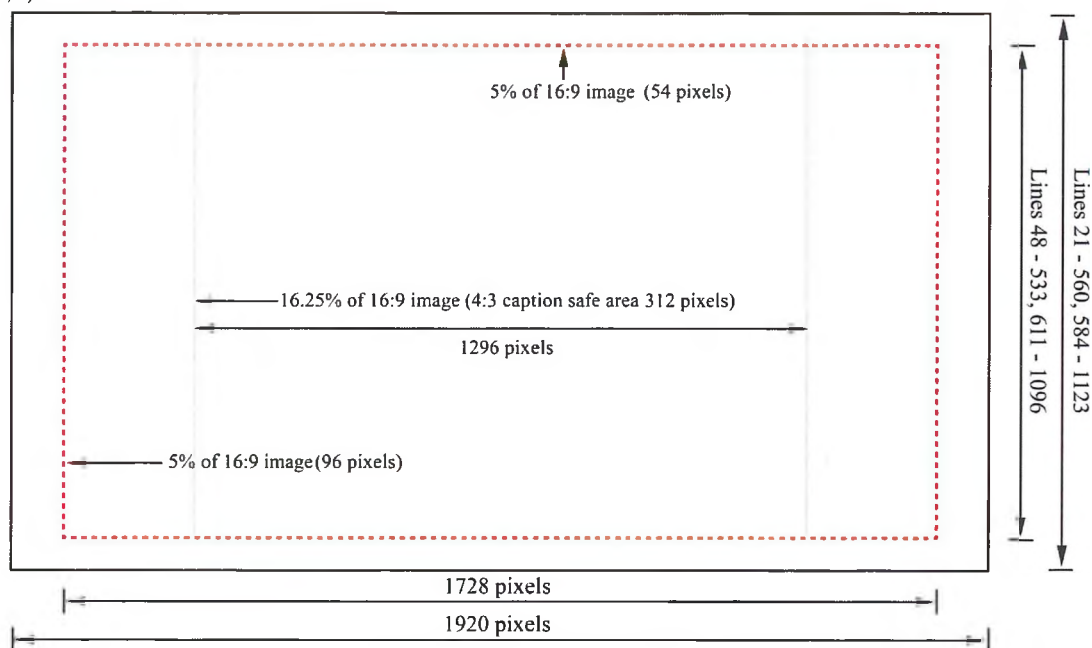 5% of 16:9 image (54 pixels)
16.25% of 16:9 image (4:3 caption safe area 312 pixels)
1296 pixels
5% of 16:9 image (96 pixels)
1728 pixels
1920 pixels
Lines 48 - 533, 611 - 1096
Lines 21 - 560, 584 - 1123